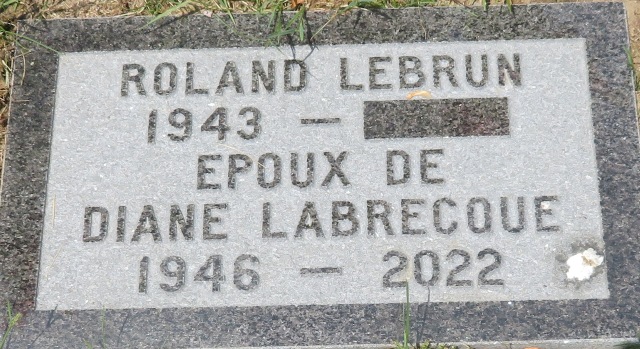 ROLAND LEBRUN
1943 —
EPOUX DE
DIANE LABRECQUE
1946 — 2022